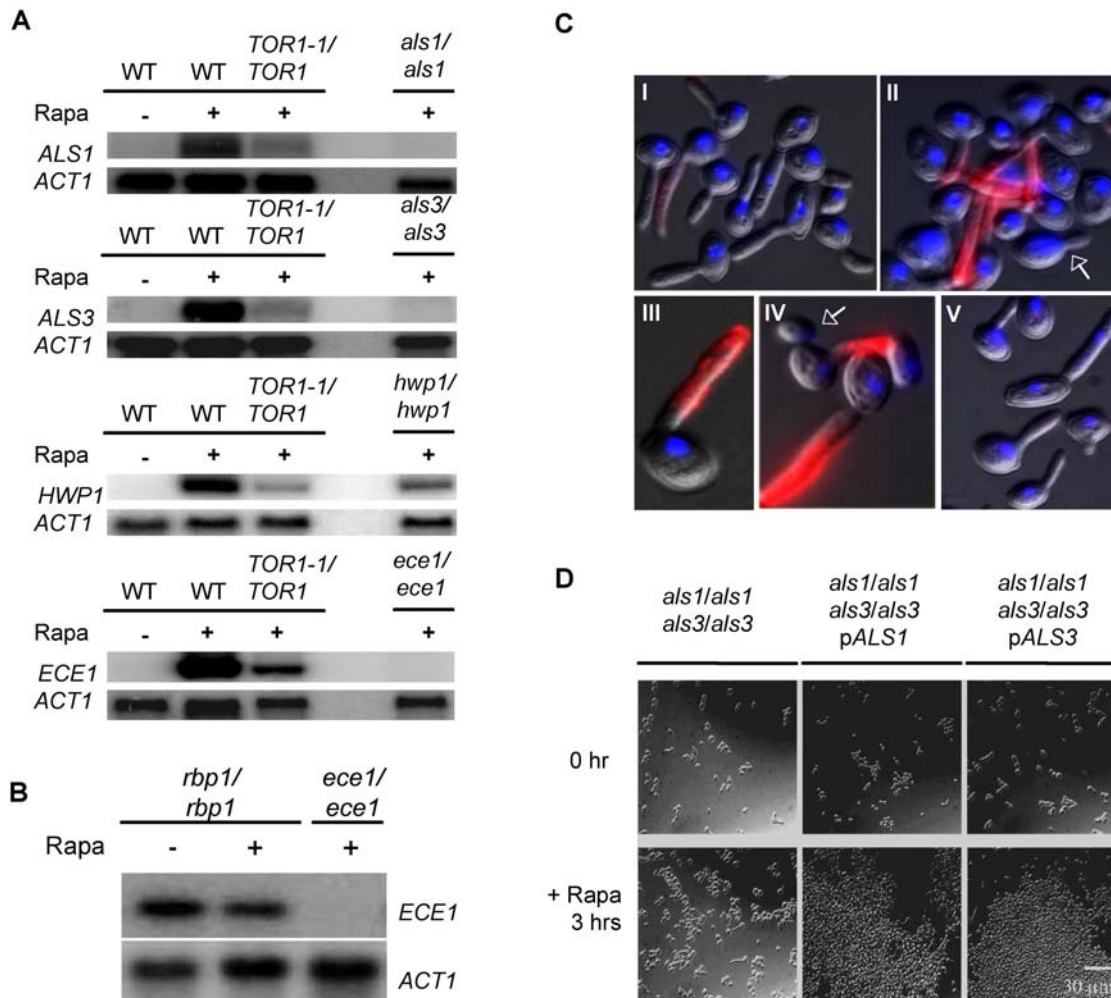 A
WT WT TOR1-1/TOR1 als1/als1
Rapa - + + +
ALS1
ACT1
WT WT TOR1-1/TOR1 als3/als3
Rapa - + + +
ALS3
ACT1
WT WT TOR1-1/TOR1 hwp1/hwp1
Rapa - + + +
HWP1
ACT1
WT WT TOR1-1/TOR1 ece1/ece1
Rapa - + + +
ECE1
ACT1
B
rbp1/rbp1 ece1/ece1
Rapa - + +
ECE1
ACT1
C
I II
III IV V
D
als1/als1 als3/als3
als1/als1 als3/als3 pALS1
als1/als1 als3/als3 pALS3
0 hr
+ Rapa
3 hrs
30 µm